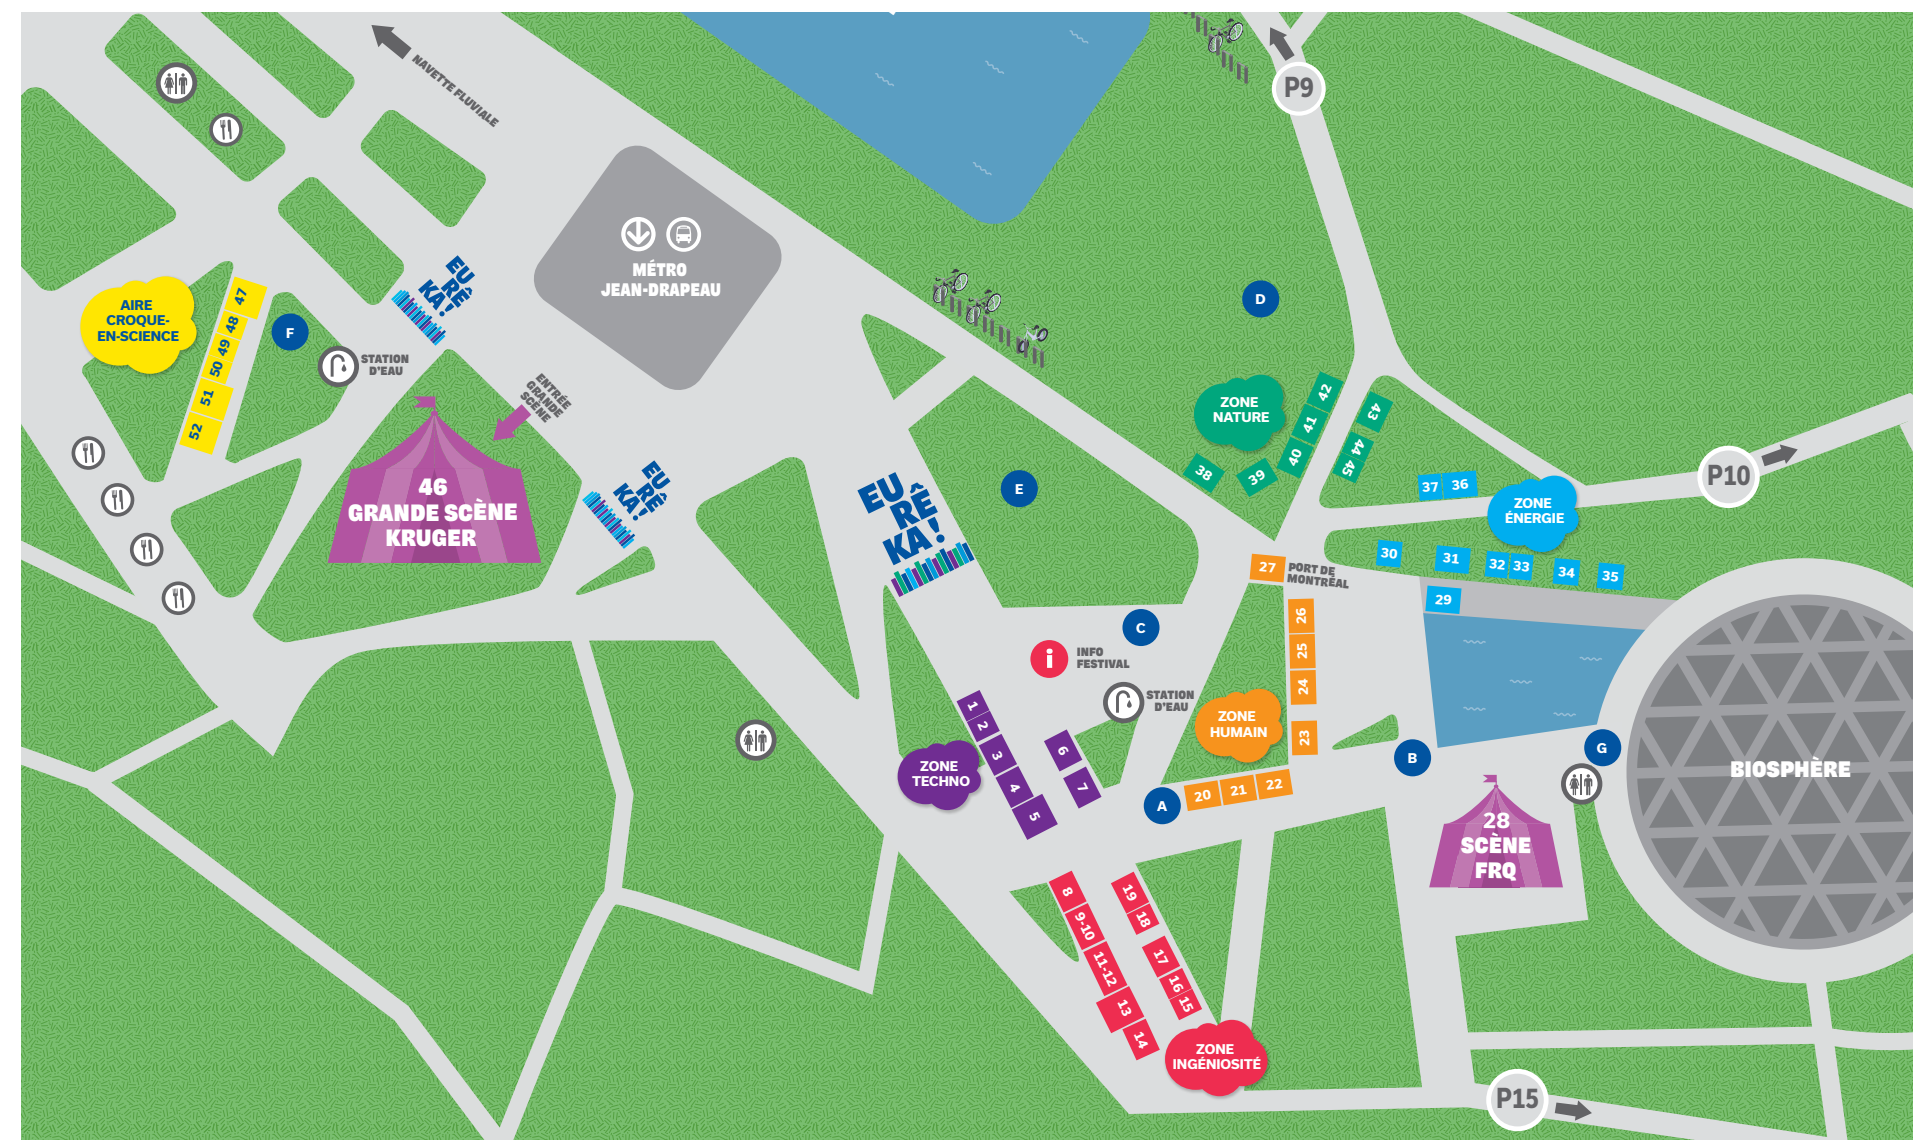 NAVETTE FLUVIALE
P9
MÉTRO
JEAN-DRAPEAU
EU
RÊ
KA!
AIRE
CROQUE-
EN-SCIENCE
47
48
49
50
51
52
F
STATION
D'EAU
ENTRÉE
GRANDE
SCÈNE
46
GRANDE SCÈNE
KRUGER
EU
RÊ
KA!
EU
RÊ
KA!
D
E
ZONE
NATURE
38
39
40
41
42
43
44
45
37
36
P10
ZONE
ÉNERGIE
30
31
32
33
34
35
29
27
PORT DE
MONTRÉAL
26
25
24
23
C
i
INFO
FESTIVAL
STATION
D'EAU
ZONE
HUMAIN
ZONE
TECHNO
1
2
3
4
5
6
7
A
20
21
22
B
G
BIOSPHÈRE
28
SCÈNE
FRQ
8
9-10
11-12
13
14
19
18
17
16
15
ZONE
INGÉNIOSITÉ
P15